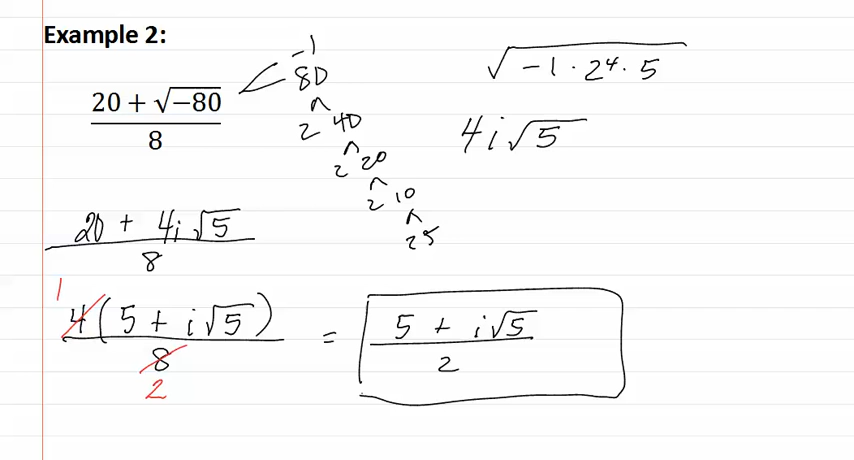 Example 2:
20 + √−80
8
-1
80
2 40
2 20
2 10
2 5
√-1 · 2⁴ · 5
4i√5
20 + 4i√5
8
1
4(5 + i√5)
8
2
=
5 + i√5
2